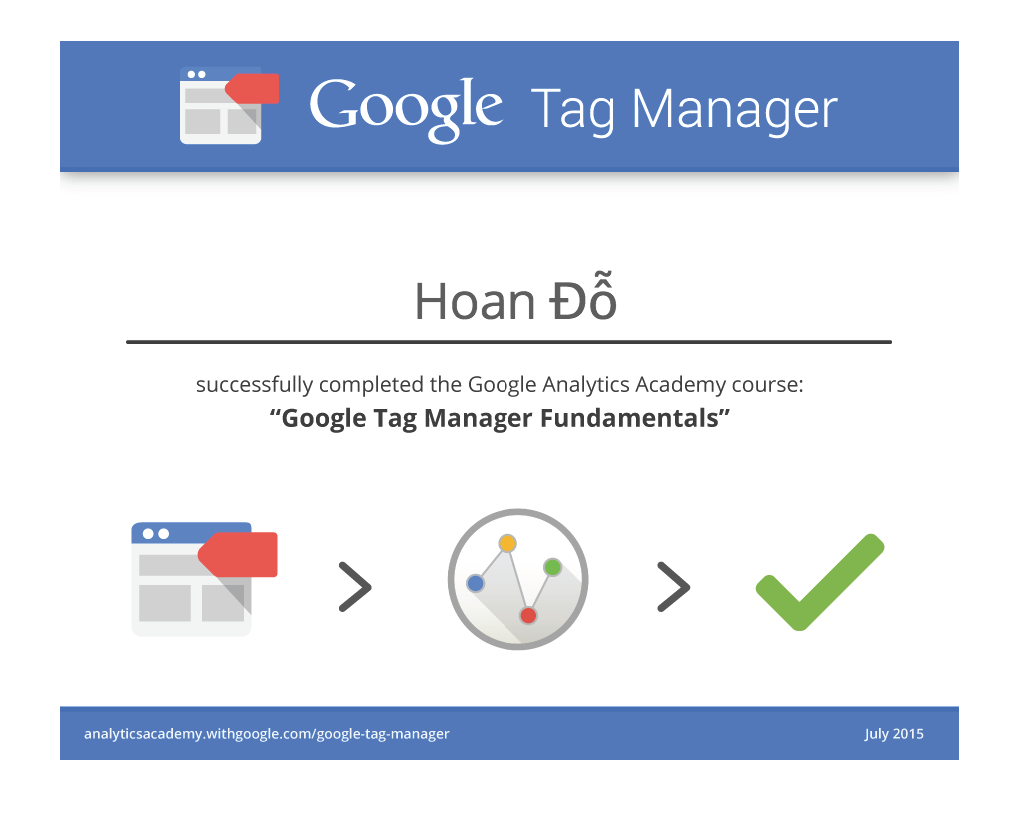 Google Tag Manager
Hoan Đỗ
successfully completed the Google Analytics Academy course:
“Google Tag Manager Fundamentals”
analyticsacademy.withgoogle.com/google-tag-manager
July 2015